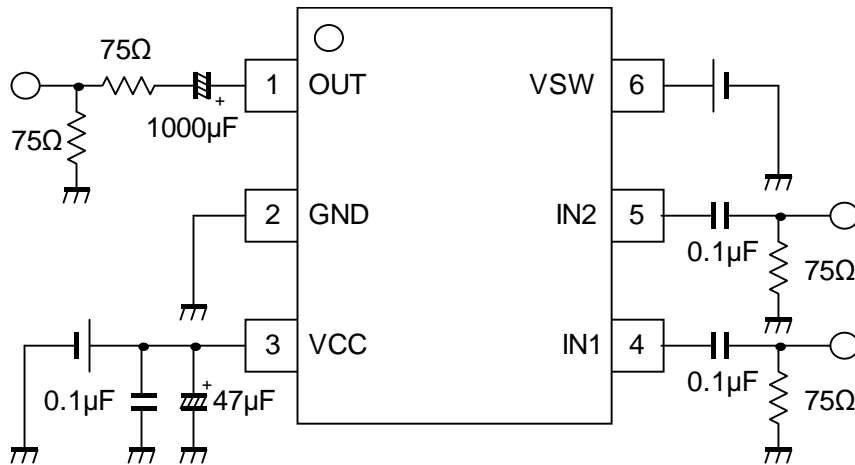 75Ω
1
OUT
VSW
6
75Ω
1000µF
+
2
GND
IN2
5
0.1µF
75Ω
3
VCC
IN1
4
0.1µF
+
47µF
0.1µF
75Ω